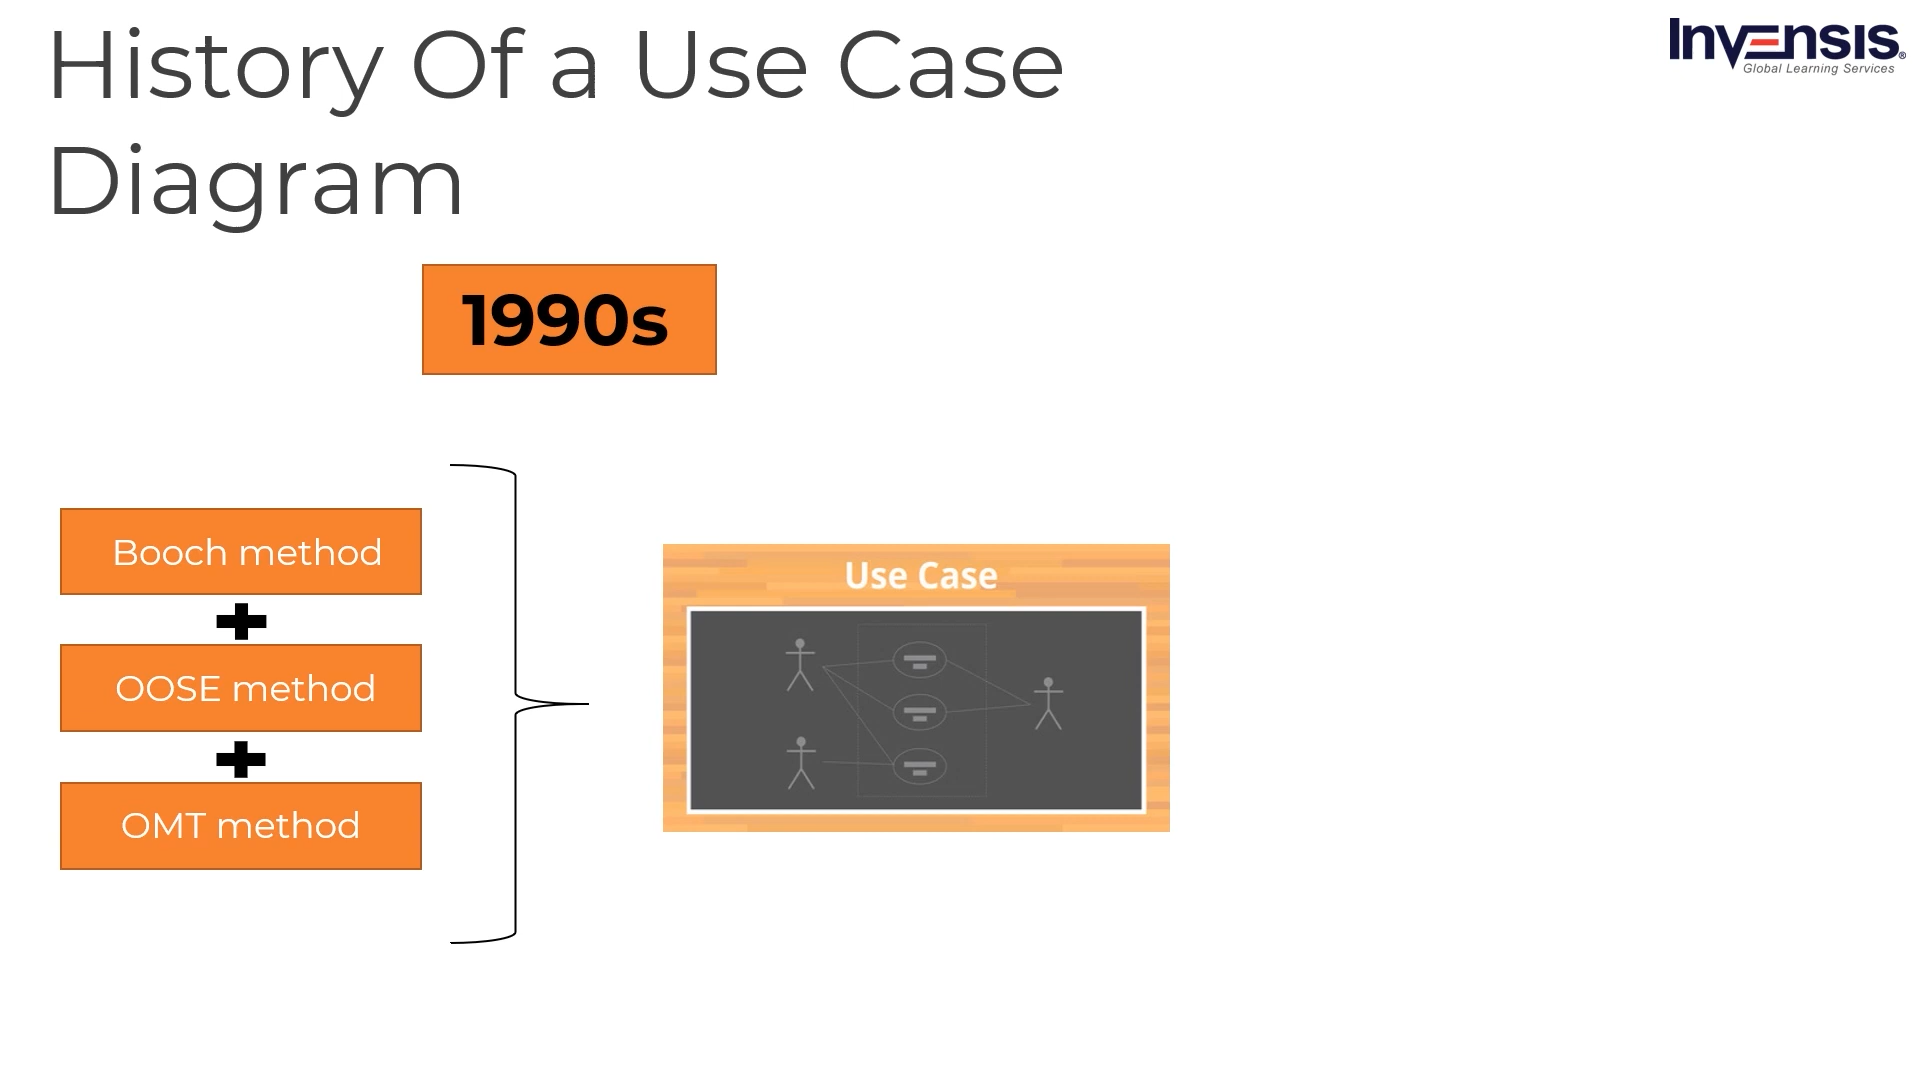 History Of a Use Case
Diagram
Invensis®
Global Learning Services
1990s
Booch method
OOSE method
OMT method
Use Case